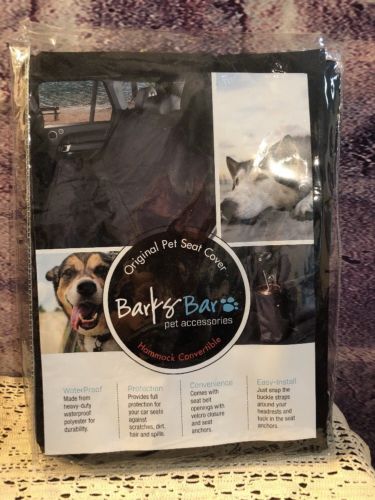 Original Pet Seat Cover
BarksBar
pet accessories
Hammock Convertible
WaterProof
Made from
heavy-duty
waterproof
polyester for
durability.
Protection
Provides full
protection for
your car seats
against
scratches, dirt,
hair and spills.
Convenience
Comes with
seat belt
openings with
velcro closure
and seat
anchors.
Easy-Install
Just snap the
buckle straps
around your
headrests and
tuck in the seat
anchors.